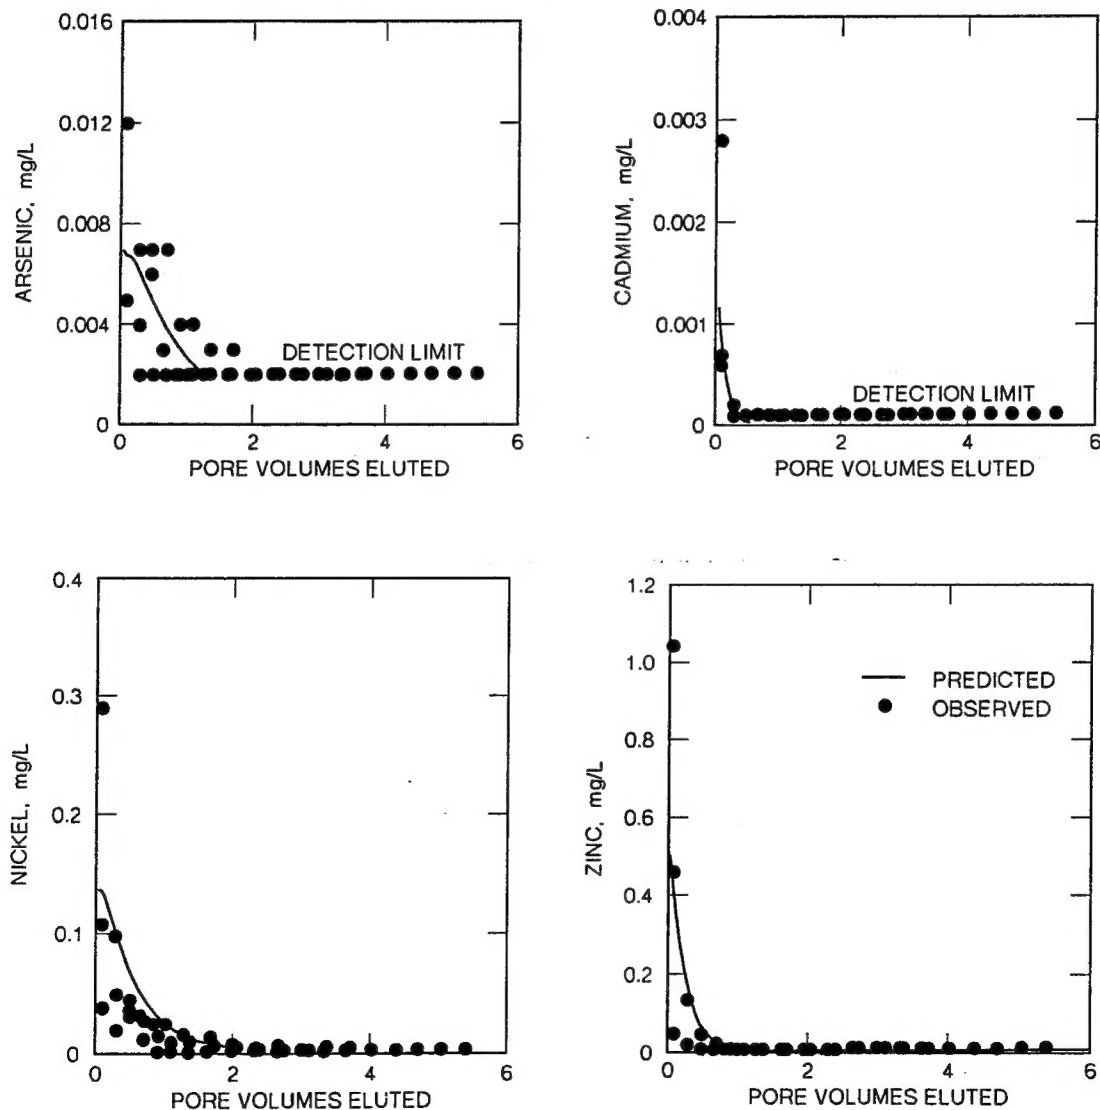 0.016
0.012
0.008
0.004
0
ARSENIC, mg/L
DETECTION LIMIT
0 2 4 6
PORE VOLUMES ELUTED
0.004
0.003
0.002
0.001
0
CADMIUM, mg/L
DETECTION LIMIT
0 2 4 6
PORE VOLUMES ELUTED
0.4
0.3
0.2
0.1
0
NICKEL, mg/L
0 2 4 6
PORE VOLUMES ELUTED
1.2
1.0
0.8
0.6
0.4
0.2
0
ZINC, mg/L
PREDICTED
OBSERVED
0 2 4 6
PORE VOLUMES ELUTED